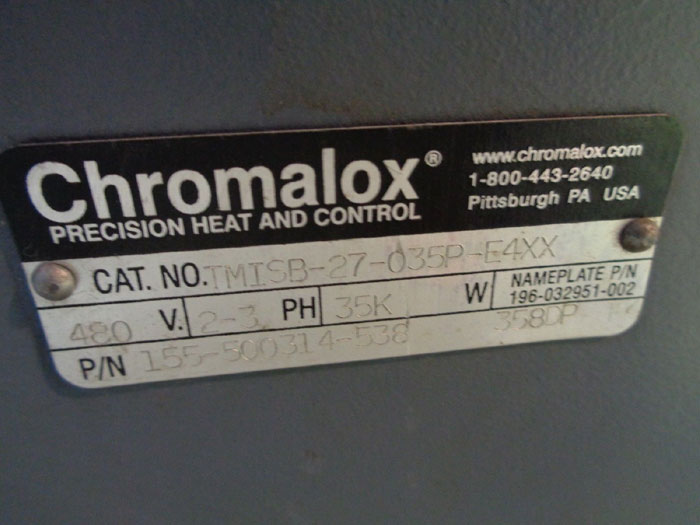 Chromalox®
PRECISION HEAT AND CONTROL
www.chromalox.com
1-800-443-2640
Pittsburgh PA USA
CAT. NO. TMISB-27-035P-E4XX
480 V. 2-3 PH 35K W
NAMEPLATE P/N
196-032951-002
P/N 155-500314-538 358DP